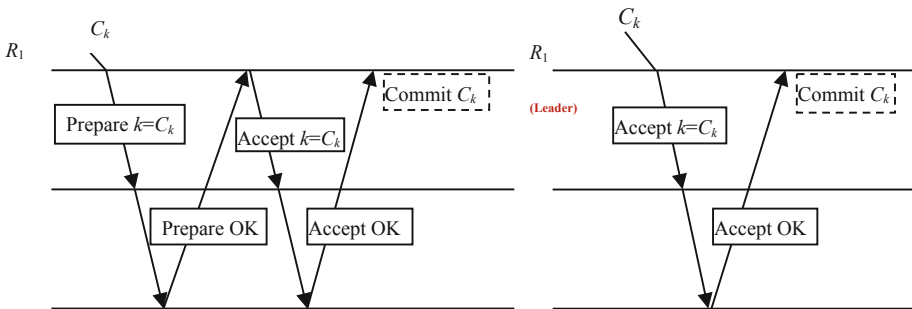 C_k
R_1
Prepare k=C_k
Prepare OK
Accept k=C_k
Accept OK
Commit C_k
C_k
R_1
(Leader)
Accept k=C_k
Accept OK
Commit C_k